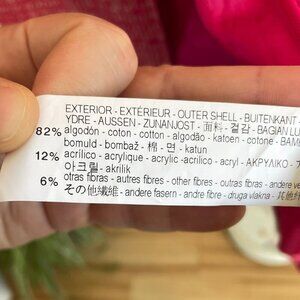 EXTERIOR - EXTÉRIEUR - OUTER SHELL - BUITENKANT -
YDRE - AUSSEN - ZUNANJOST - 面料 - 겉감 - BAGIAN LU
82% algodón - coton - cotton - algodão - katoen - cotone - BAM
bomuld - bombaž - 棉 - 면 - katun
12% acrílico - acrylique - acrylic -acrílico - acryl - ΑΚΡΥΛΙΚΟ -
아크릴 - akrilik
6% otras fibras - autres fibres - other fibres - outras fibras - andere ve
その他繊維 - andere fasern - andre fibre - druga vlakna - 其他